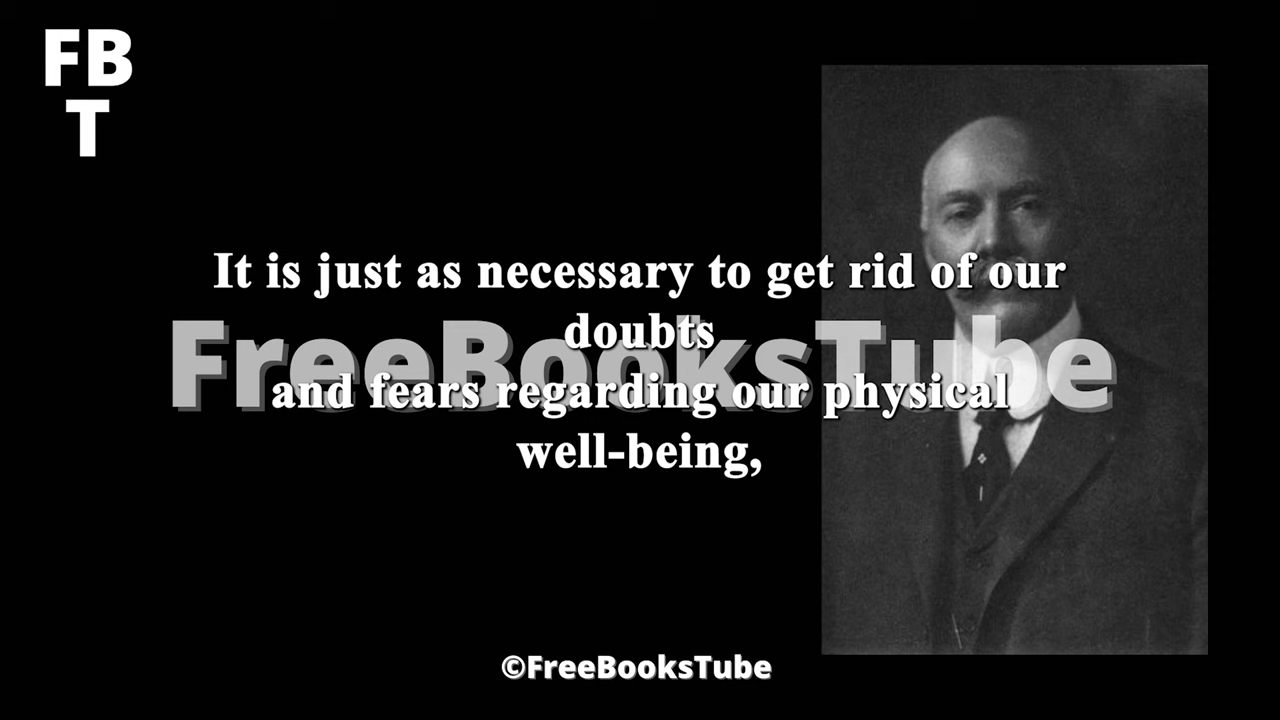 FB
T
It is just as necessary to get rid of our
doubts
FreeBooksTube
and fears regarding our physical
well-being,
©FreeBooksTube